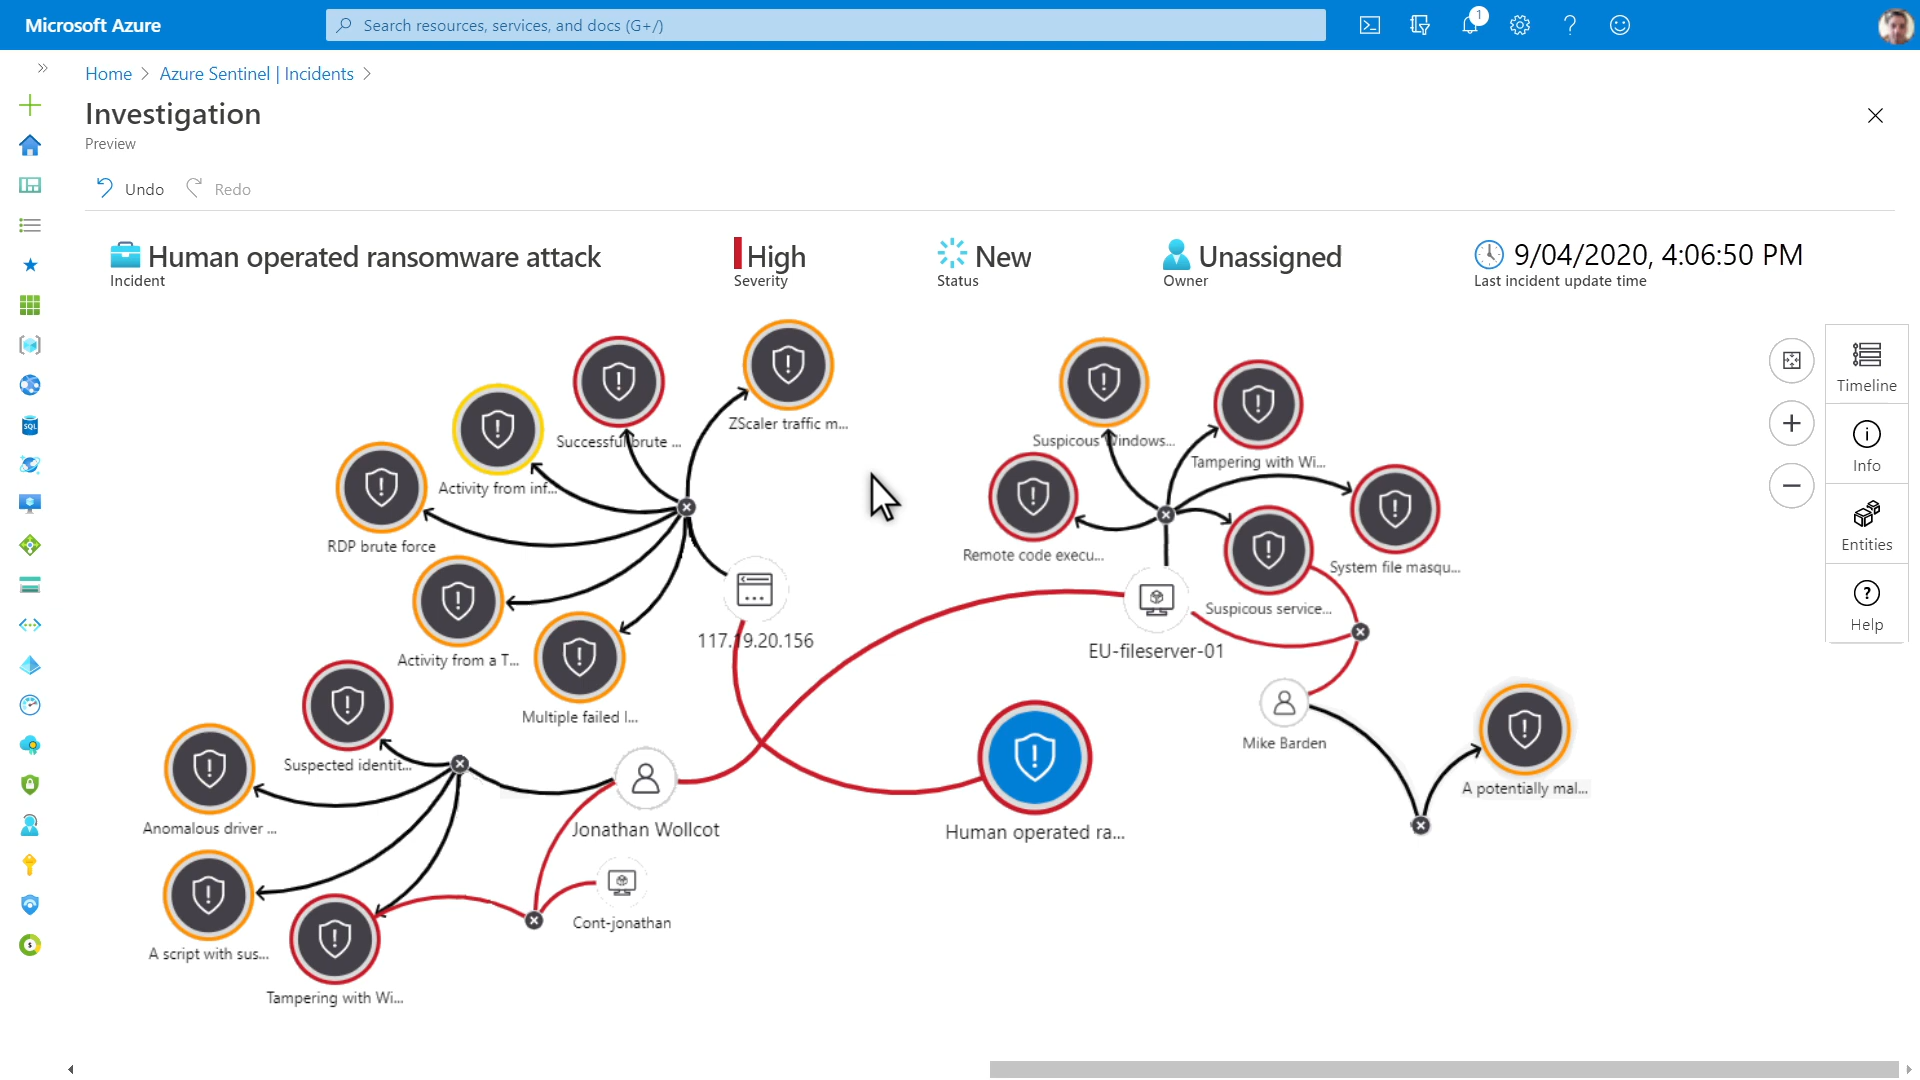 Microsoft Azure
Search resources, services, and docs (G+/)
1
Home > Azure Sentinel | Incidents >
Investigation
Preview
Undo Redo
Human operated ransomware attack
Incident
High
Severity
New
Status
Unassigned
Owner
9/04/2020, 4:06:50 PM
Last incident update time
Timeline
Info
Entities
Help
ZScaler traffic m...
Successful brute ...
Activity from inf...
RDP brute force
Activity from a T...
Multiple failed l...
117.19.20.156
Suspicous Windows...
Tampering with Wi...
Remote code execu...
System file masqu...
Suspicous service...
EU-fileserver-01
Mike Barden
A potentially mal...
Human operated ra...
Suspected identit...
Anomalous driver ...
Jonathan Wollcot
A script with sus...
Cont-jonathan
Tampering with Wi...
SQL